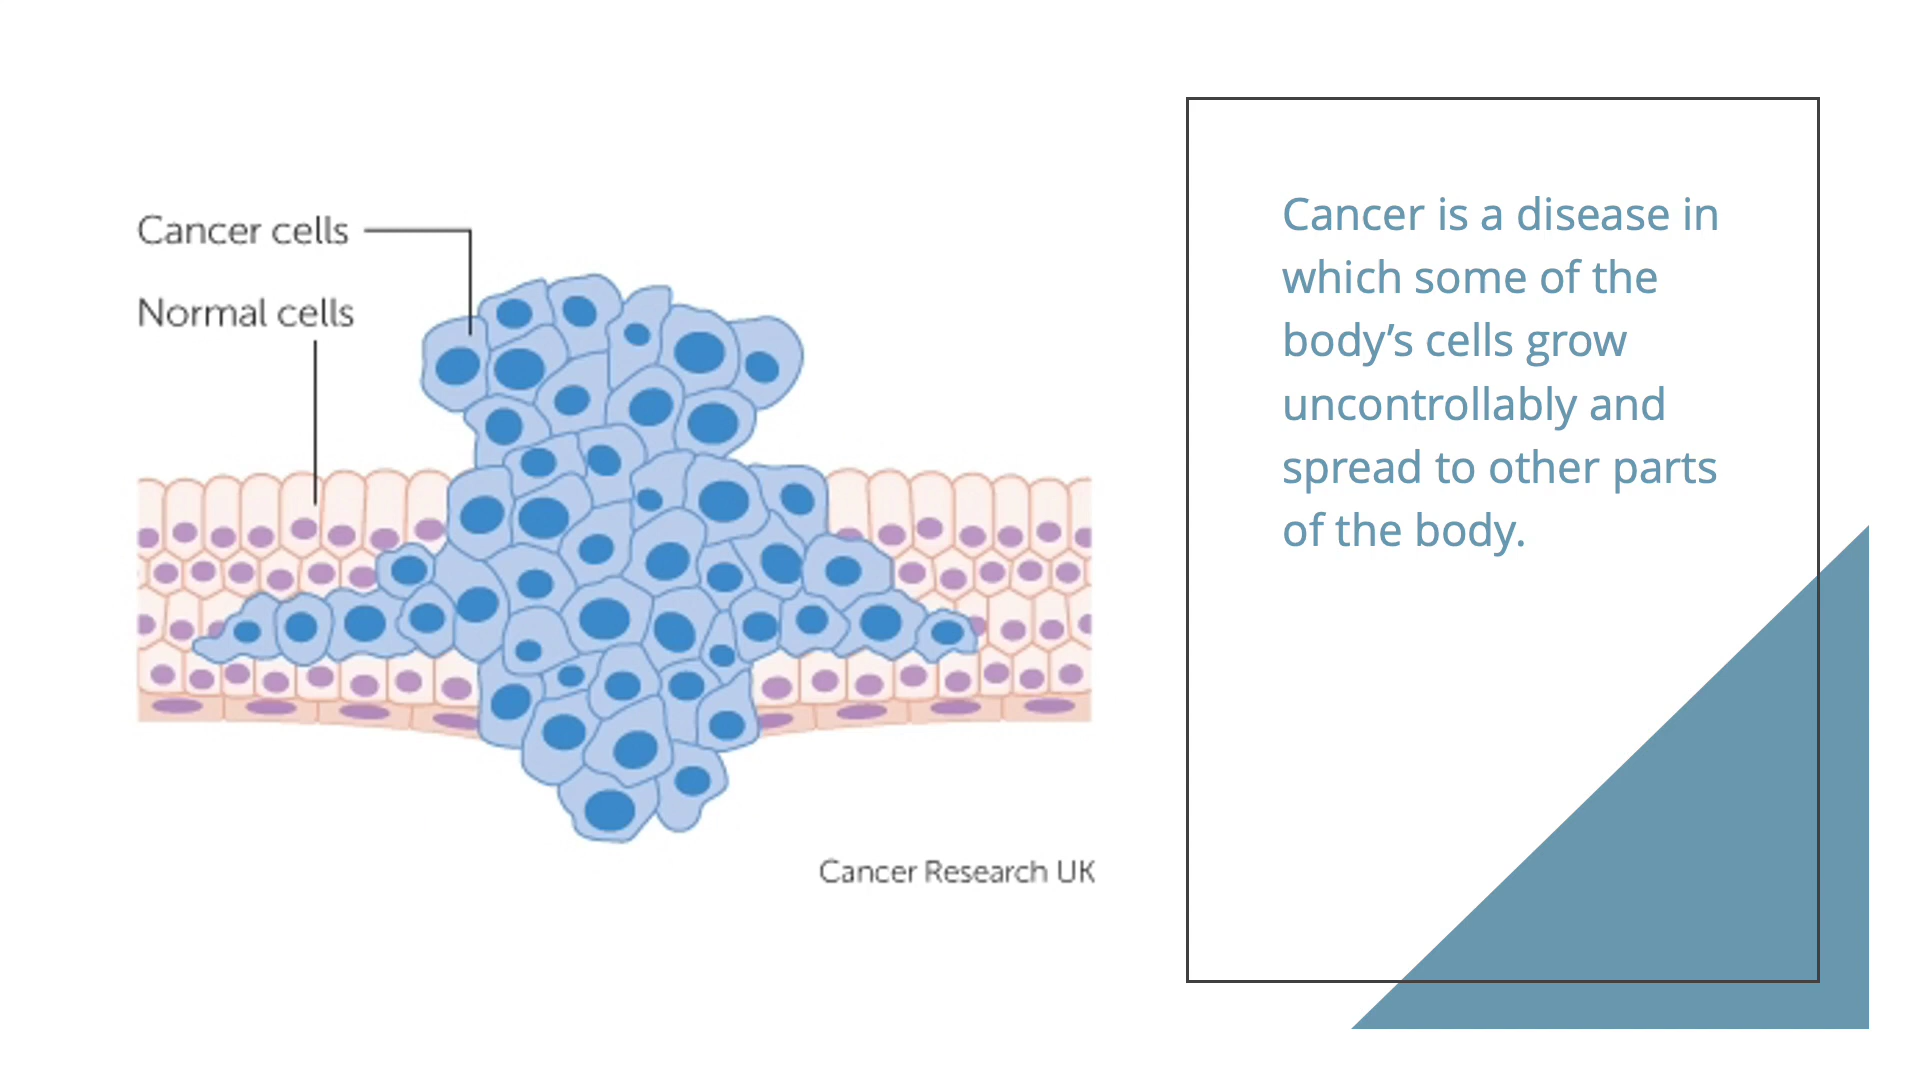 Cancer cells
Normal cells
Cancer Research UK
Cancer is a disease in
which some of the
body’s cells grow
uncontrollably and
spread to other parts
of the body.